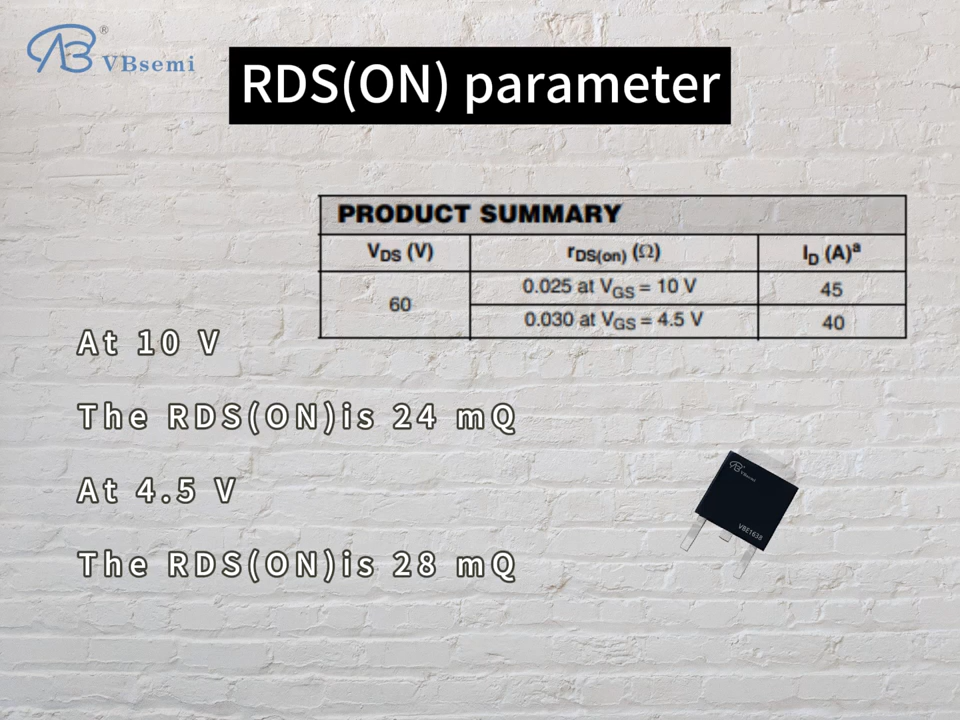 VBsemi®
RDS(ON) parameter
PRODUCT SUMMARY
VDS (V) rDS(on) (Ω) ID (A)a
60 0.025 at VGS = 10 V 45
0.030 at VGS = 4.5 V 40
At 10 V
The RDS(ON)is 24 mQ
At 4.5 V
The RDS(ON)is 28 mQ
VBsemi
VBE1638